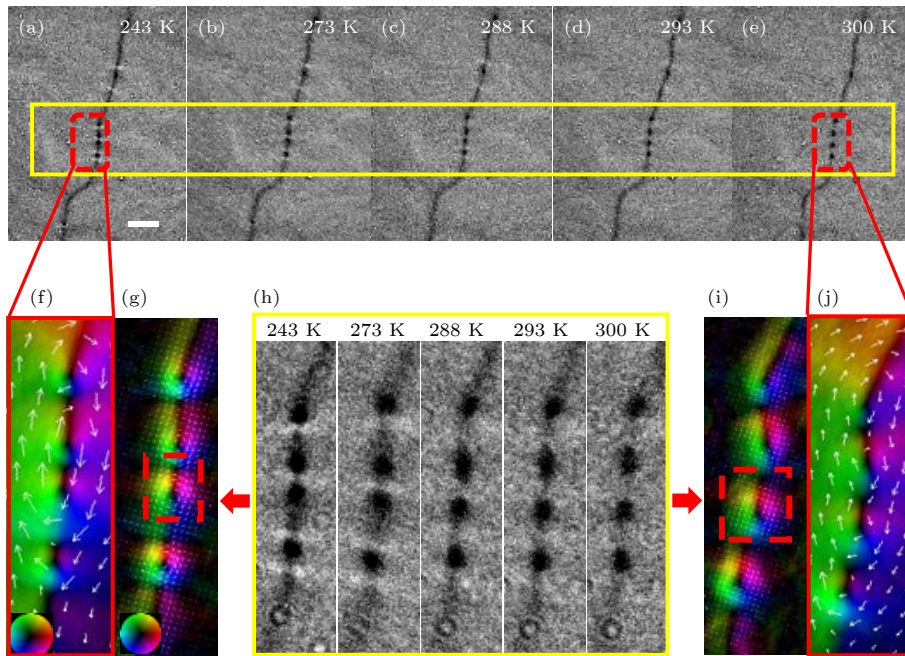 (a) 243 K (b) 273 K (c) 288 K (d) 293 K (e) 300 K
(f) (g) (h) (i) (j)
243 K 273 K 288 K 293 K 300 K